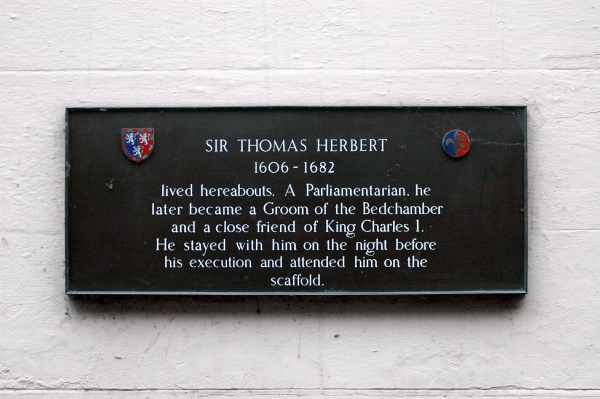 SIR THOMAS HERBERT
1606 - 1682
lived hereabouts. A Parliamentarian. he
later became a Groom of the Bedchamber
and a close friend of King Charles I.
He stayed with him on the night before
his execution and attended him on the
scaffold.